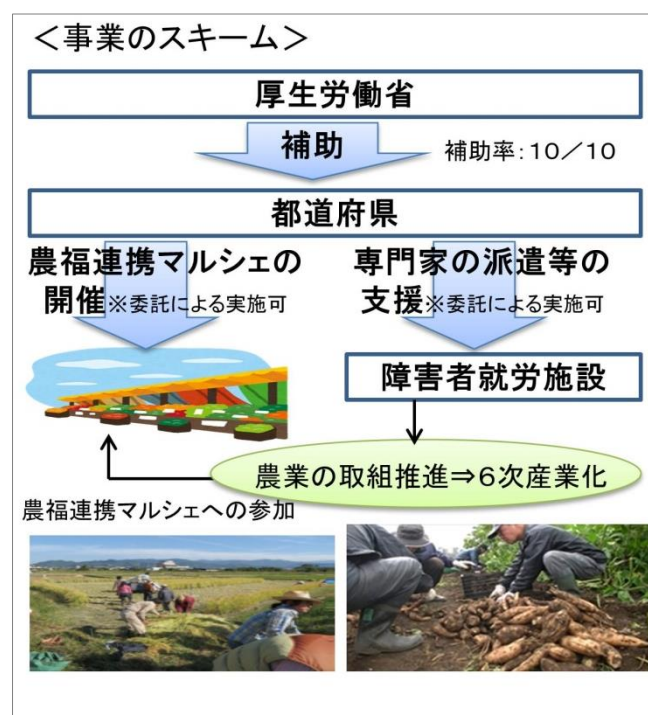 ＜事業のスキーム＞
厚生労働省
補助
補助率：１０／１０
都道府県
農福連携マルシェの
開催※委託による実施可
専門家の派遣等の
支援※委託による実施可
障害者就労施設
農業の取組推進⇒６次産業化
農福連携マルシェへの参加